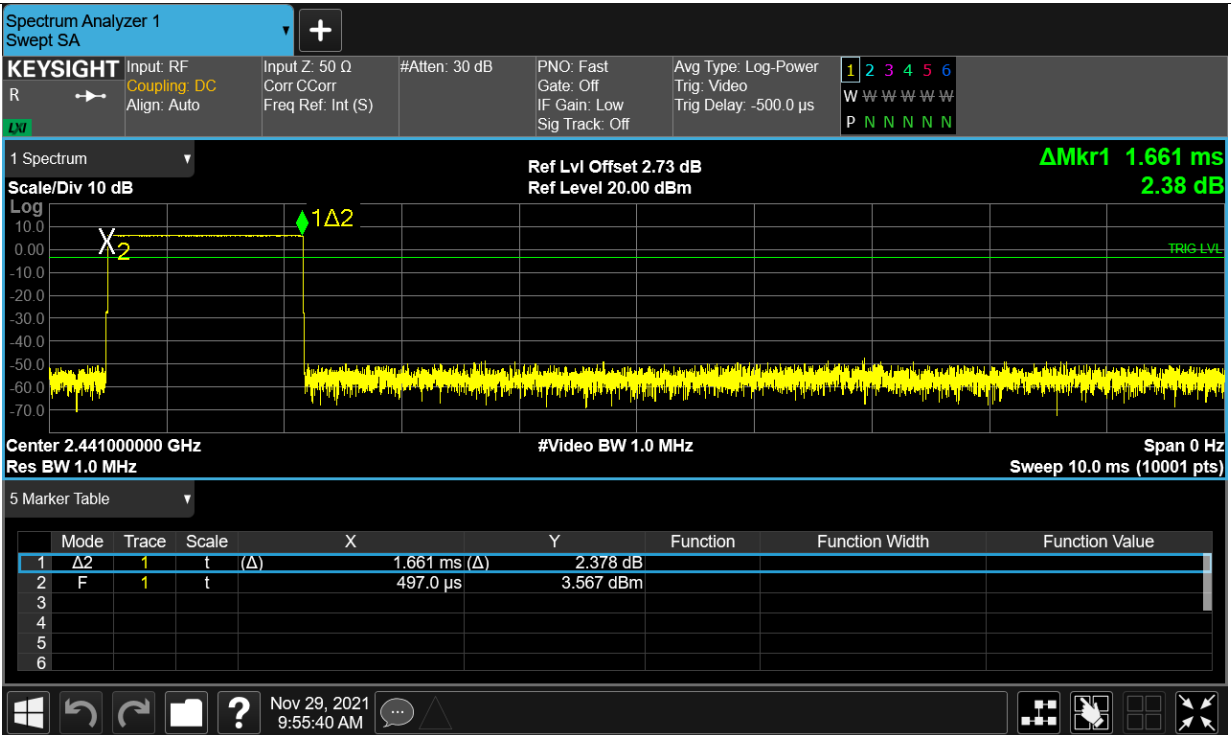 Spectrum Analyzer 1
Swept SA
+
KEYSIGHT Input: RF Input Z: 50 Ω #Atten: 30 dB PNO: Fast Avg Type: Log-Power 1 2 3 4 5 6
R Coupling: DC Corr CCorr Gate: Off Trig: Video W W W W W W
Align: Auto Freq Ref: Int (S) IF Gain: Low Trig Delay: -500.0 µs
LXI Sig Track: Off P N N N N N
1 Spectrum Ref Lvl Offset 2.73 dB ΔMkr1 1.661 ms
Scale/Div 10 dB Ref Level 20.00 dBm 2.38 dB
Log
10.0 1Δ2
0.00 X2 TRIG LVL
-10.0
-20.0
-30.0
-40.0
-50.0
-60.0
-70.0
Center 2.441000000 GHz #Video BW 1.0 MHz Span 0 Hz
Res BW 1.0 MHz Sweep 10.0 ms (10001 pts)
5 Marker Table
Mode Trace Scale X Y Function Function Width Function Value
1 Δ2 1 t (Δ) 1.661 ms (Δ) 2.378 dB
2 F 1 t 497.0 µs 3.567 dBm
3
4
5
6
? Nov 29, 2021
9:55:40 AM